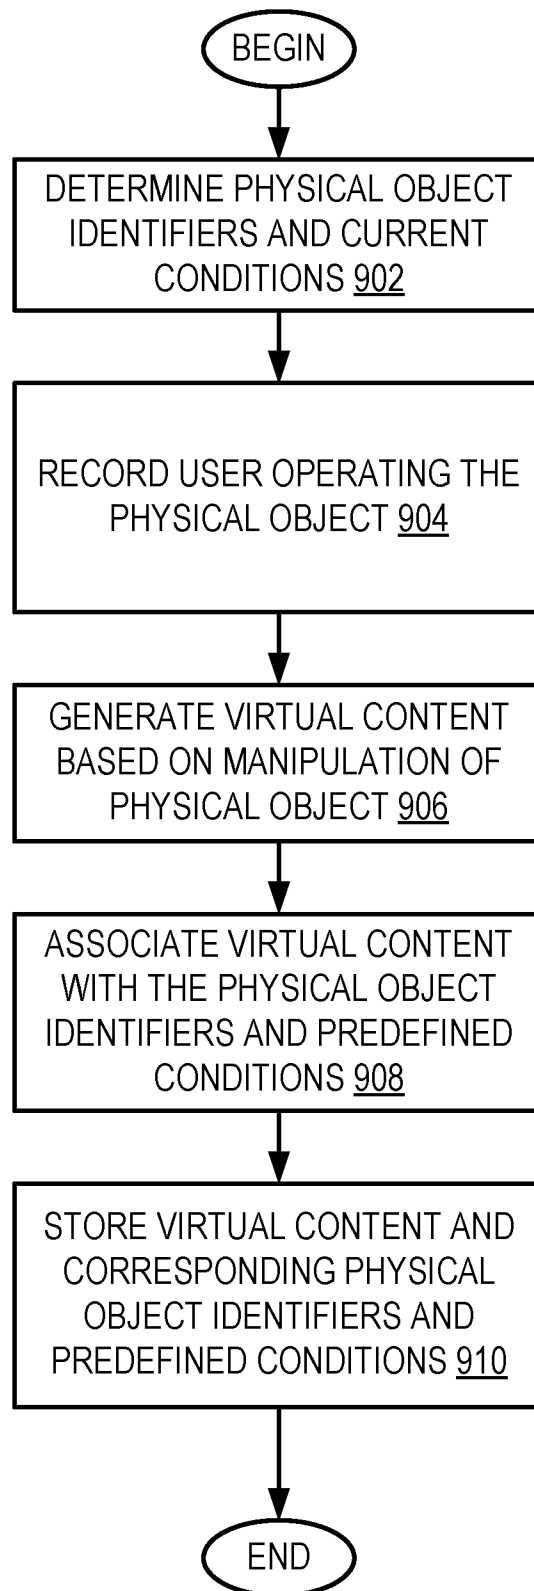 BEGIN
DETERMINE PHYSICAL OBJECT
IDENTIFIERS AND CURRENT
CONDITIONS 902
RECORD USER OPERATING THE
PHYSICAL OBJECT 904
GENERATE VIRTUAL CONTENT
BASED ON MANIPULATION OF
PHYSICAL OBJECT 906
ASSOCIATE VIRTUAL CONTENT
WITH THE PHYSICAL OBJECT
IDENTIFIERS AND PREDEFINED
CONDITIONS 908
STORE VIRTUAL CONTENT AND
CORRESPONDING PHYSICAL
OBJECT IDENTIFIERS AND
PREDEFINED CONDITIONS 910
END